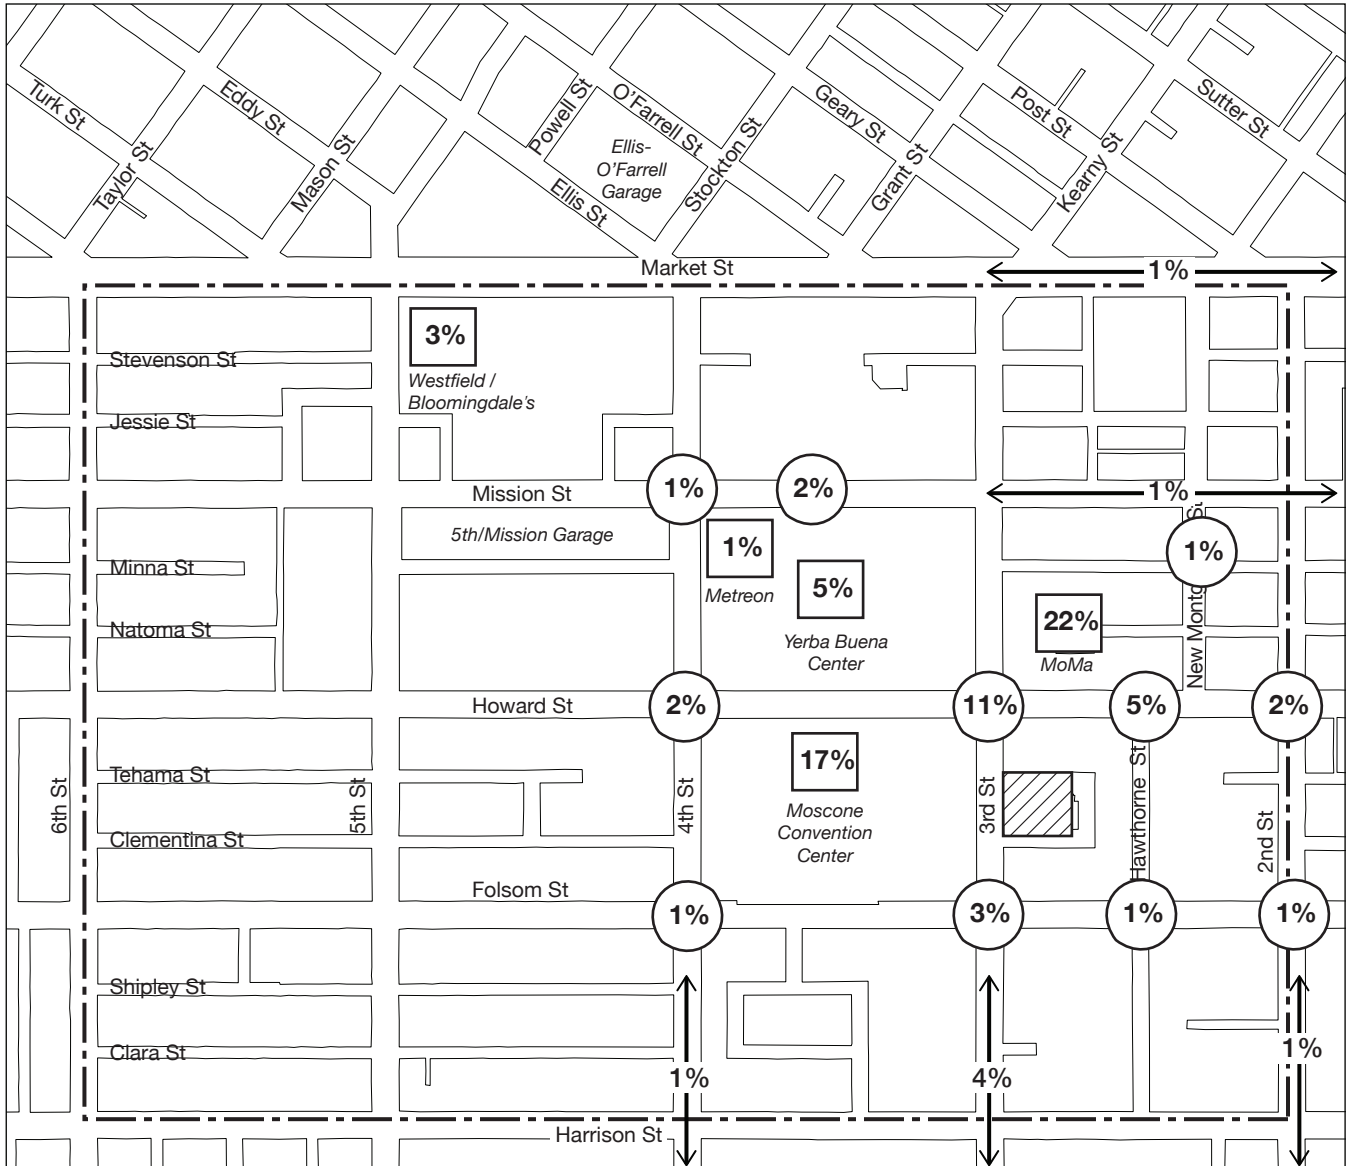 Turk St
Eddy St
Taylor St
Mason St
Powell St
O'Farrell St
Ellis-
O'Farrell
Garage
Ellis St
Stockton St
Geary St
Grant St
Post St
Kearny St
Sutter St
Market St
1%
3%
Westfield /
Bloomingdale's
Stevenson St
Jessie St
Mission St
1%
2%
1%
5th/Mission Garage
1%
Metreon
5%
Yerba Buena
Center
1%
New Montg
St
22%
MoMa
Minna St
Natoma St
Howard St
2%
11%
5%
2%
17%
Moscone
Convention
Center
Tehama St
Clementina St
6th St
5th St
4th St
3rd St
Hawthorne St
2nd St
Folsom St
1%
3%
1%
1%
Shipley St
Clara St
1%
4%
1%
Harrison St